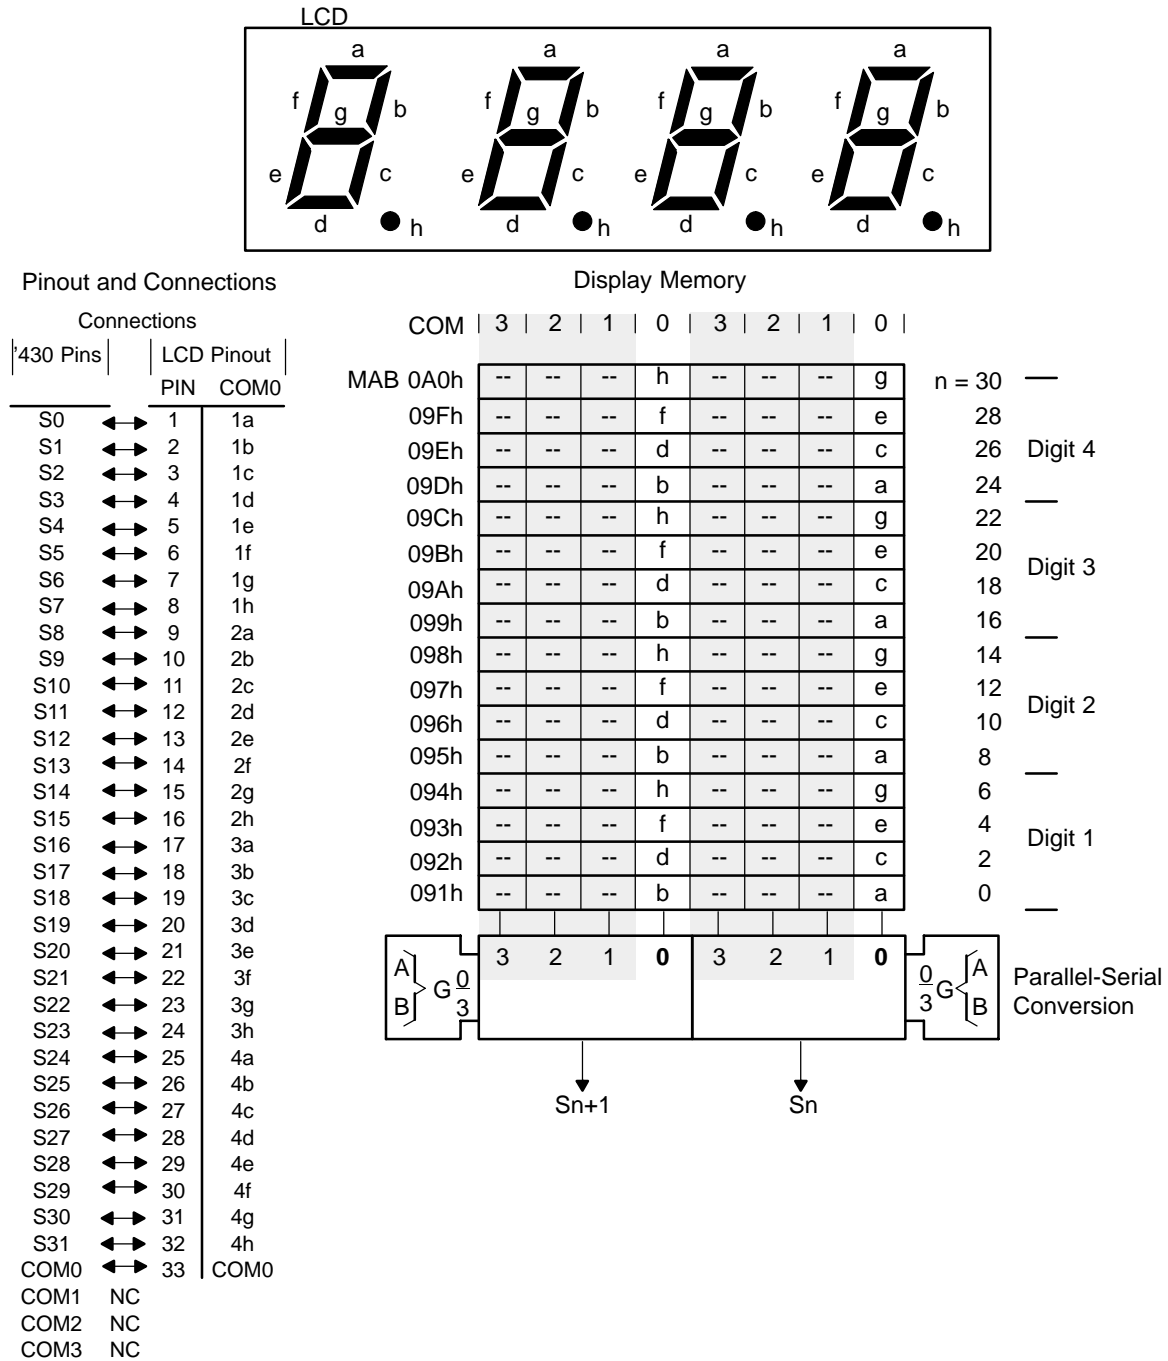 LCD
a a a a
f g b f g b f g b f g b
e c e c e c e c
d h d h d h d h
Pinout and Connections
Connections
'430 Pins LCD Pinout
PIN COM0
S0 1 1a
S1 2 1b
S2 3 1c
S3 4 1d
S4 5 1e
S5 6 1f
S6 7 1g
S7 8 1h
S8 9 2a
S9 10 2b
S10 11 2c
S11 12 2d
S12 13 2e
S13 14 2f
S14 15 2g
S15 16 2h
S16 17 3a
S17 18 3b
S18 19 3c
S19 20 3d
S20 21 3e
S21 22 3f
S22 23 3g
S23 24 3h
S24 25 4a
S25 26 4b
S26 27 4c
S27 28 4d
S28 29 4e
S29 30 4f
S30 31 4g
S31 32 4h
COM0 33 COM0
COM1 NC
COM2 NC
COM3 NC
Display Memory
COM 3 2 1 0 3 2 1 0
MAB 0A0h -- -- -- h -- -- -- g n = 30
09Fh -- -- -- f -- -- -- e 28
09Eh -- -- -- d -- -- -- c 26 Digit 4
09Dh -- -- -- b -- -- -- a 24
09Ch -- -- -- h -- -- -- g 22
09Bh -- -- -- f -- -- -- e 20 Digit 3
09Ah -- -- -- d -- -- -- c 18
099h -- -- -- b -- -- -- a 16
098h -- -- -- h -- -- -- g 14
097h -- -- -- f -- -- -- e 12 Digit 2
096h -- -- -- d -- -- -- c 10
095h -- -- -- b -- -- -- a 8
094h -- -- -- h -- -- -- g 6
093h -- -- -- f -- -- -- e 4 Digit 1
092h -- -- -- d -- -- -- c 2
091h -- -- -- b -- -- -- a 0
3 2 1 0 3 2 1 0
A B G 0 3
0 3 G A B
Parallel-Serial
Conversion
Sn+1 Sn